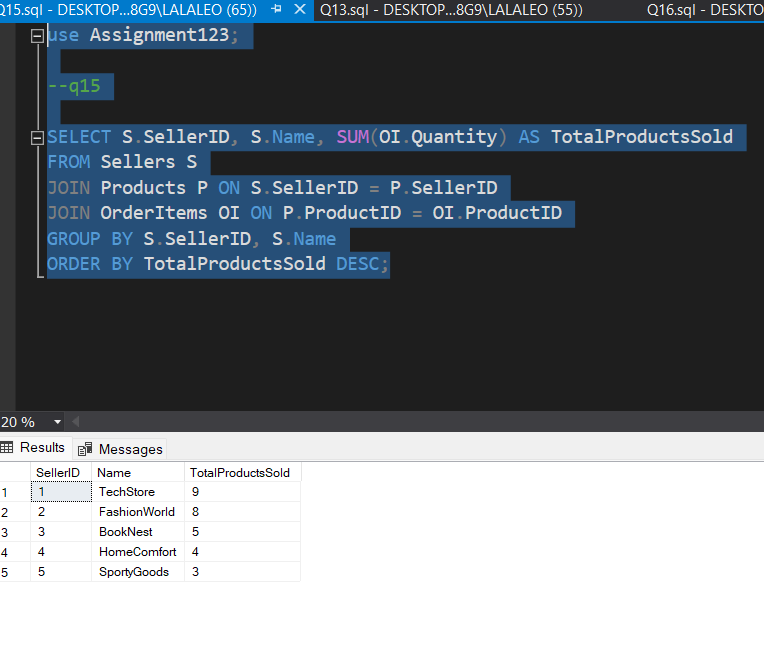 Q15.sql - DESKTOP...8G9\LALALEO (65)) Q13.sql - DESKTOP...8G9\LALALEO (55)) Q16.sql - DESKTO
use Assignment123;
--q15
SELECT S.SellerID, S.Name, SUM(OI.Quantity) AS TotalProductsSold
FROM Sellers S
JOIN Products P ON S.SellerID = P.SellerID
JOIN OrderItems OI ON P.ProductID = OI.ProductID
GROUP BY S.SellerID, S.Name
ORDER BY TotalProductsSold DESC;
20 %
Results Messages
SellerID Name TotalProductsSold
1 1 TechStore 9
2 2 FashionWorld 8
3 3 BookNest 5
4 4 HomeComfort 4
5 5 SportyGoods 3